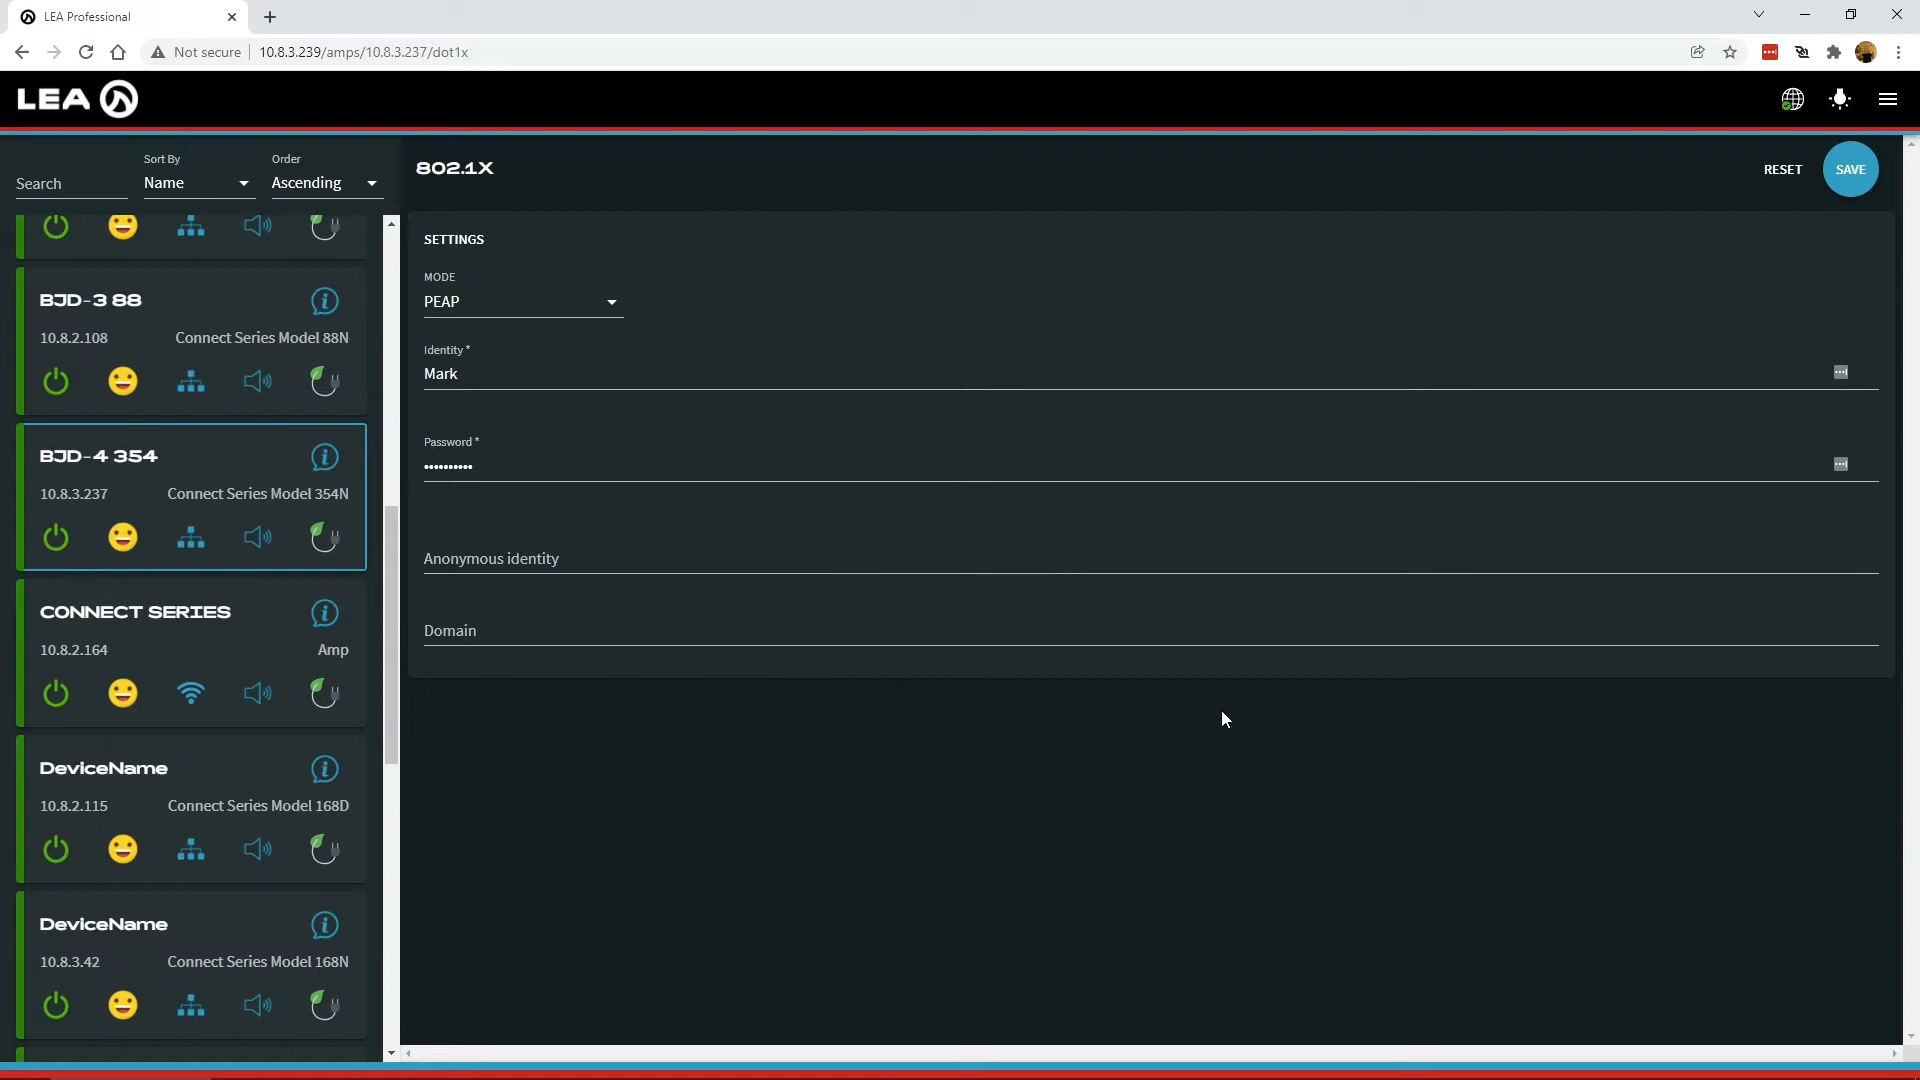 LEA Professional
Not secure
10.8.3.239/amps/10.8.3.237/dot1x
LEA
Search
Sort By
Name
Order
Ascending
802.1X
RESET
SAVE
BJD-3 88
10.8.2.108
Connect Series Model 88N
BJD-4 354
10.8.3.237
Connect Series Model 354N
CONNECT SERIES
10.8.2.164
Amp
DeviceName
10.8.2.115
Connect Series Model 168D
DeviceName
10.8.3.42
Connect Series Model 168N
SETTINGS
MODE
PEAP
Identity *
Mark
Password *
••••••••••
Anonymous identity
Domain